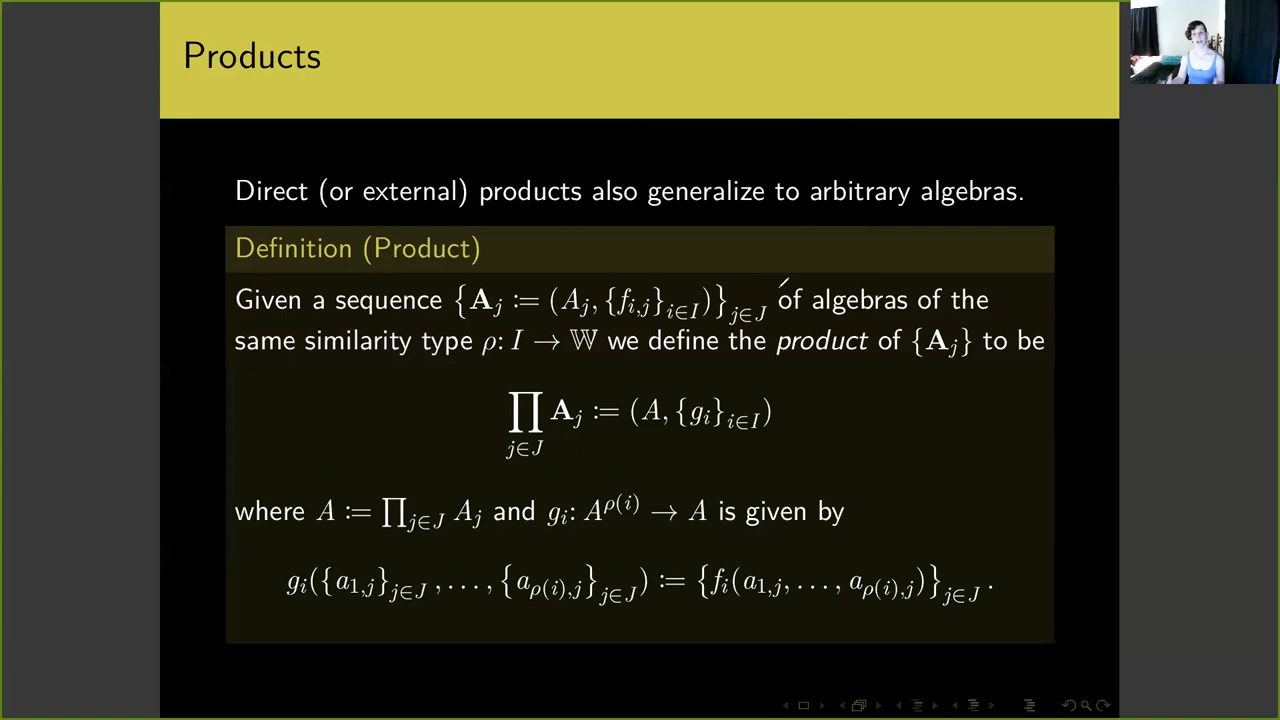 Products
Direct (or external) products also generalize to arbitrary algebras.
Definition (Product)
Given a sequence {𝐀_j ≔ (A_j, {f_{i,j}}_{i∈I})}_{j∈J} of algebras of the
same similarity type ρ: I → 𝕎 we define the product of {𝐀_j} to be
∏_{j∈J} 𝐀_j ≔ (A, {g_i}_{i∈I})
where A ≔ ∏_{j∈J} A_j and g_i: A^{ρ(i)} → A is given by
g_i({a_{1,j}}_{j∈J}, . . . , {a_{ρ(i),j}}_{j∈J}) ≔ {f_i(a_{1,j}, . . . , a_{ρ(i),j})}_{j∈J}.